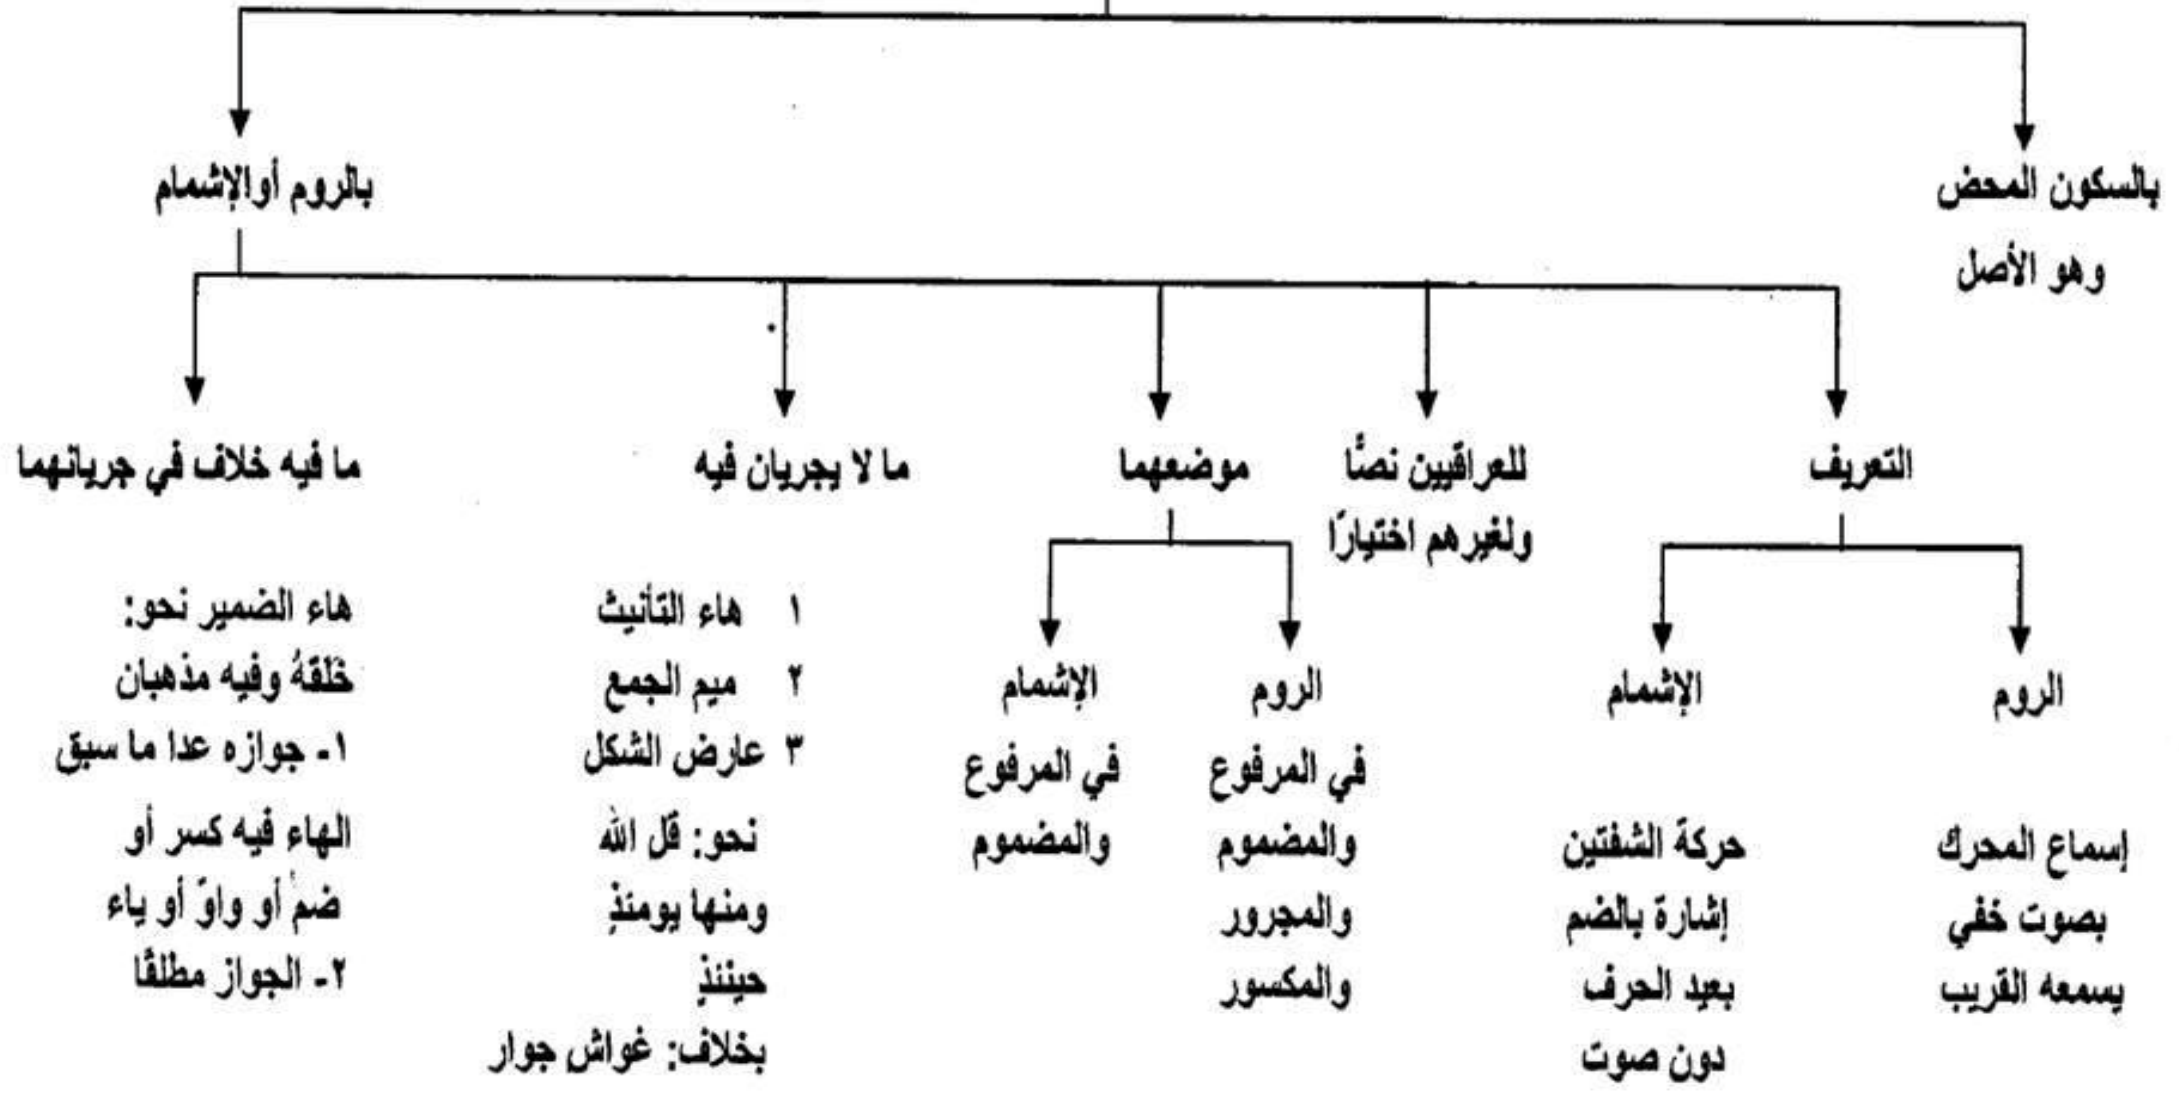 بالسكون المحض
وهو الأصل
بالروم أوالإشمام
التعريف
الروم
إسماع المحرك
بصوت خفي
يسمعه القريب
الإشمام
حركة الشفتين
إشارة بالضم
بعيد الحرف
دون صوت
للعراقيين نصًّا
ولغيرهم اختيارًا
موضعهما
الروم
في المرفوع
والمضموم
والمجرور
والمكسور
الإشمام
في المرفوع
والمضموم
ما لا يجريان فيه
١ هاء التأنيث
٢ ميم الجمع
٣ عارض الشكل
نحو: قل الله
ومنها يومئذٍ
حينئذٍ
بخلاف: غواش جوار
ما فيه خلاف في جريانهما
هاء الضمير نحو:
خَلَقَهُ وفيه مذهبان
١- جوازه عدا ما سبق
الهاء فيه كسر أو
ضمٌ أو واوٌ أو ياء
٢- الجواز مطلقًا